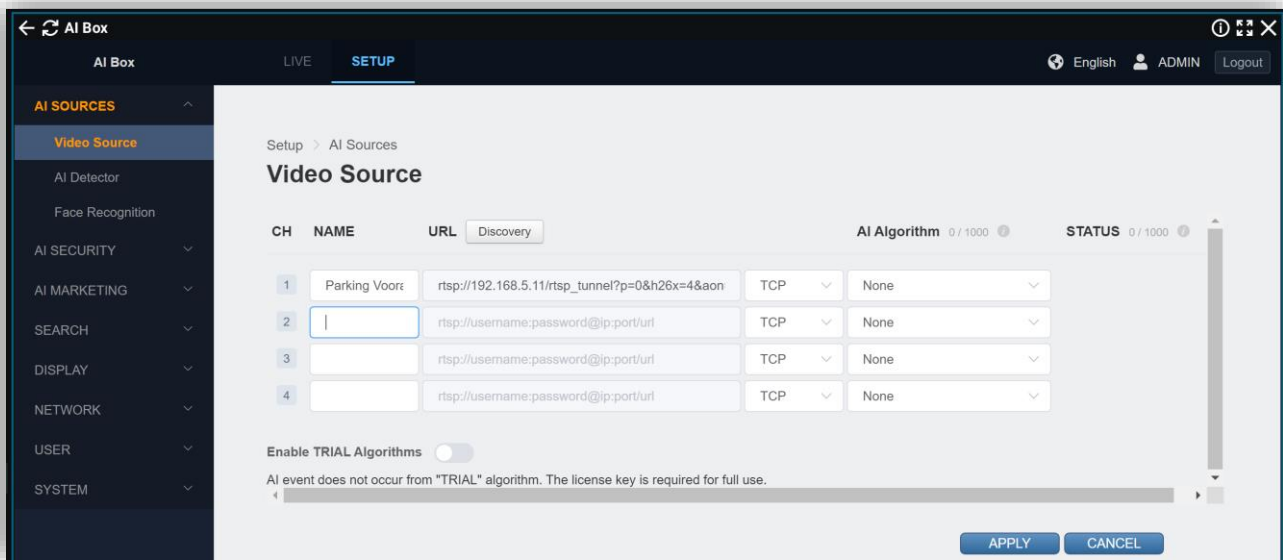 AI Box
AI Box LIVE SETUP English ADMIN Logout
AI SOURCES
Video Source
AI Detector
Face Recognition
AI SECURITY
AI MARKETING
SEARCH
DISPLAY
NETWORK
USER
SYSTEM
Setup > AI Sources
Video Source
CH NAME URL Discovery AI Algorithm 0 / 1000 STATUS 0 / 1000
1 Parking Voora rtsp://192.168.5.11/rtsp_tunnel?p=0&h26x=4&aon TCP None
2 rtsp://username:password@ip:port/url TCP None
3 rtsp://username:password@ip:port/url TCP None
4 rtsp://username:password@ip:port/url TCP None
Enable TRIAL Algorithms
AI event does not occur from "TRIAL" algorithm. The license key is required for full use.
APPLY CANCEL